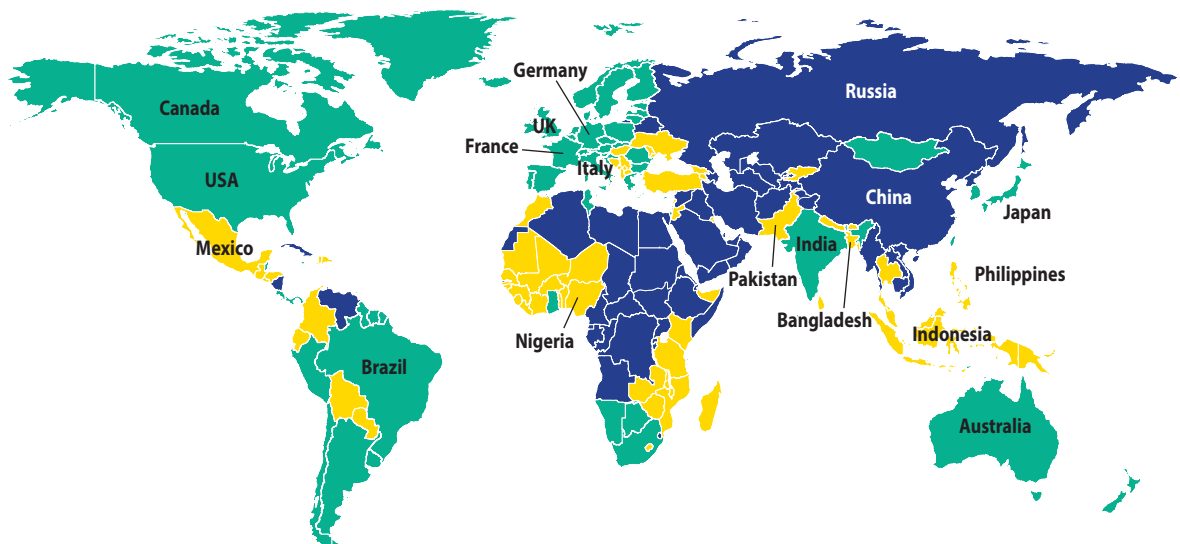 Germany
Russia
Canada
UK
France
Italy
USA
China
Japan
Mexico
India
Pakistan
Philippines
Bangladesh
Nigeria
Indonesia
Brazil
Australia